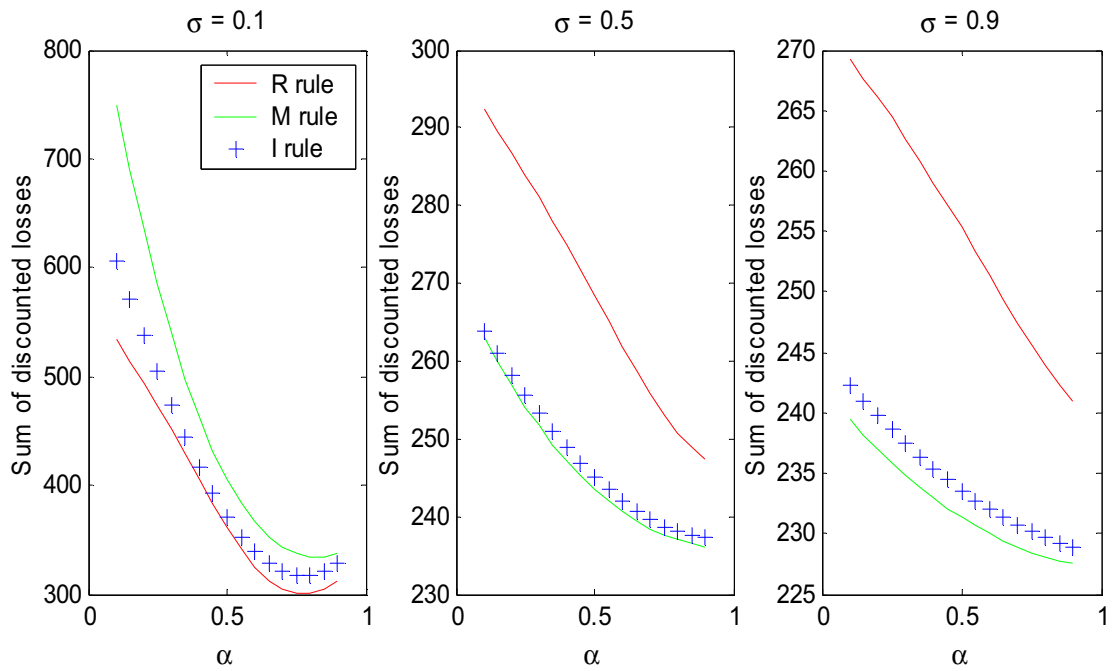 σ = 0.1
800
700
600
500
400
300
0
0.5
1
Sum of discounted losses
α
R rule
M rule
I rule
σ = 0.5
300
290
280
270
260
250
240
230
0
0.5
1
Sum of discounted losses
α
σ = 0.9
270
265
260
255
250
245
240
235
230
225
0
0.5
1
Sum of discounted losses
α